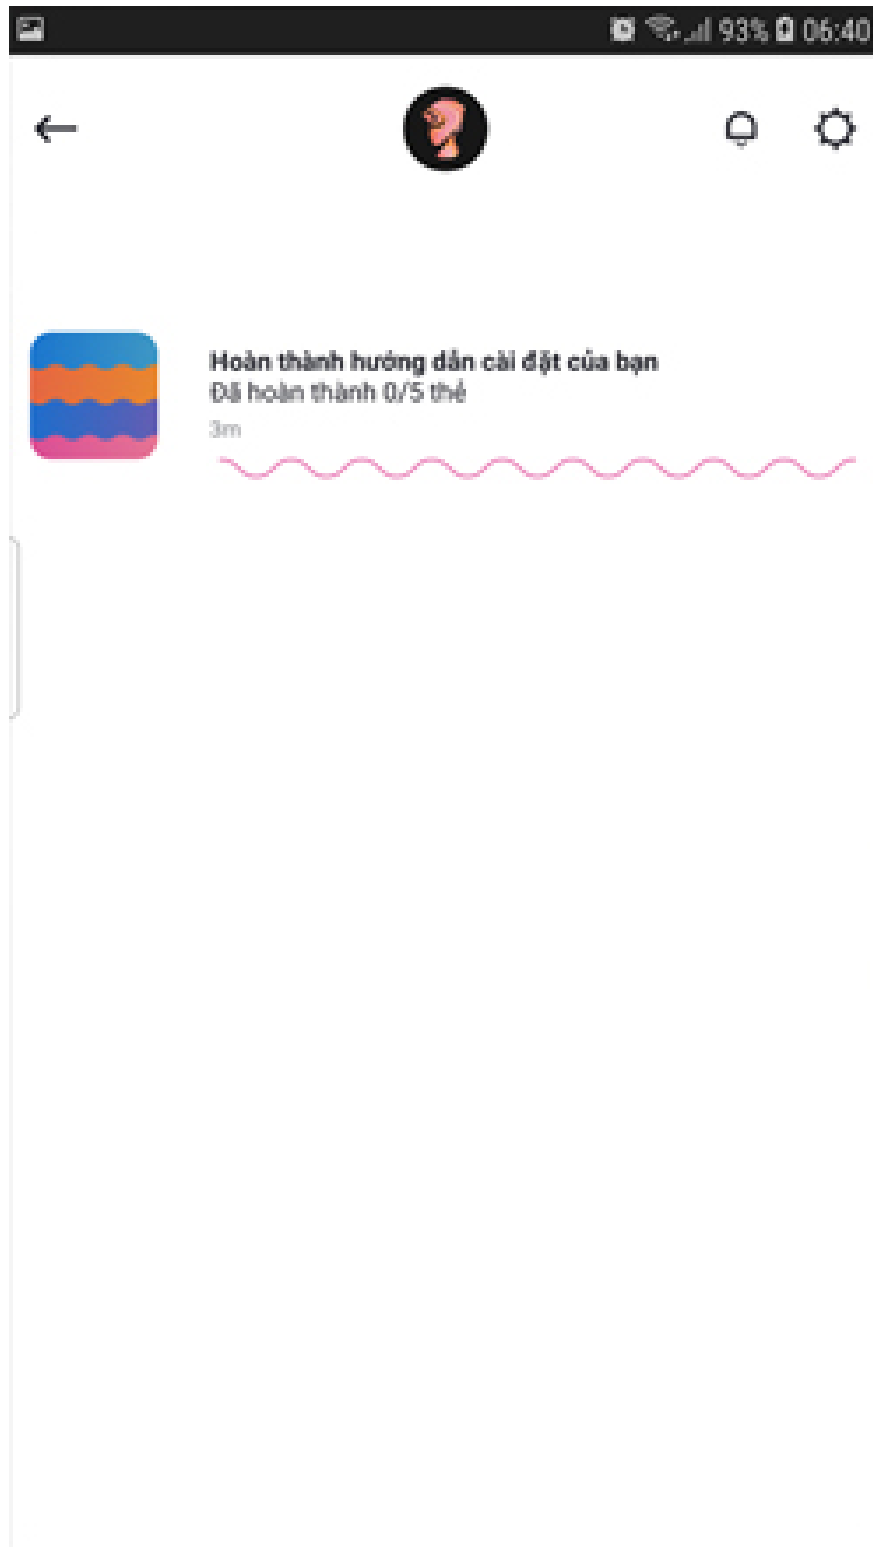 93% 06:40
Hoàn thành hướng dẫn cài đặt của bạn
Đã hoàn thành 0/5 thẻ
3m